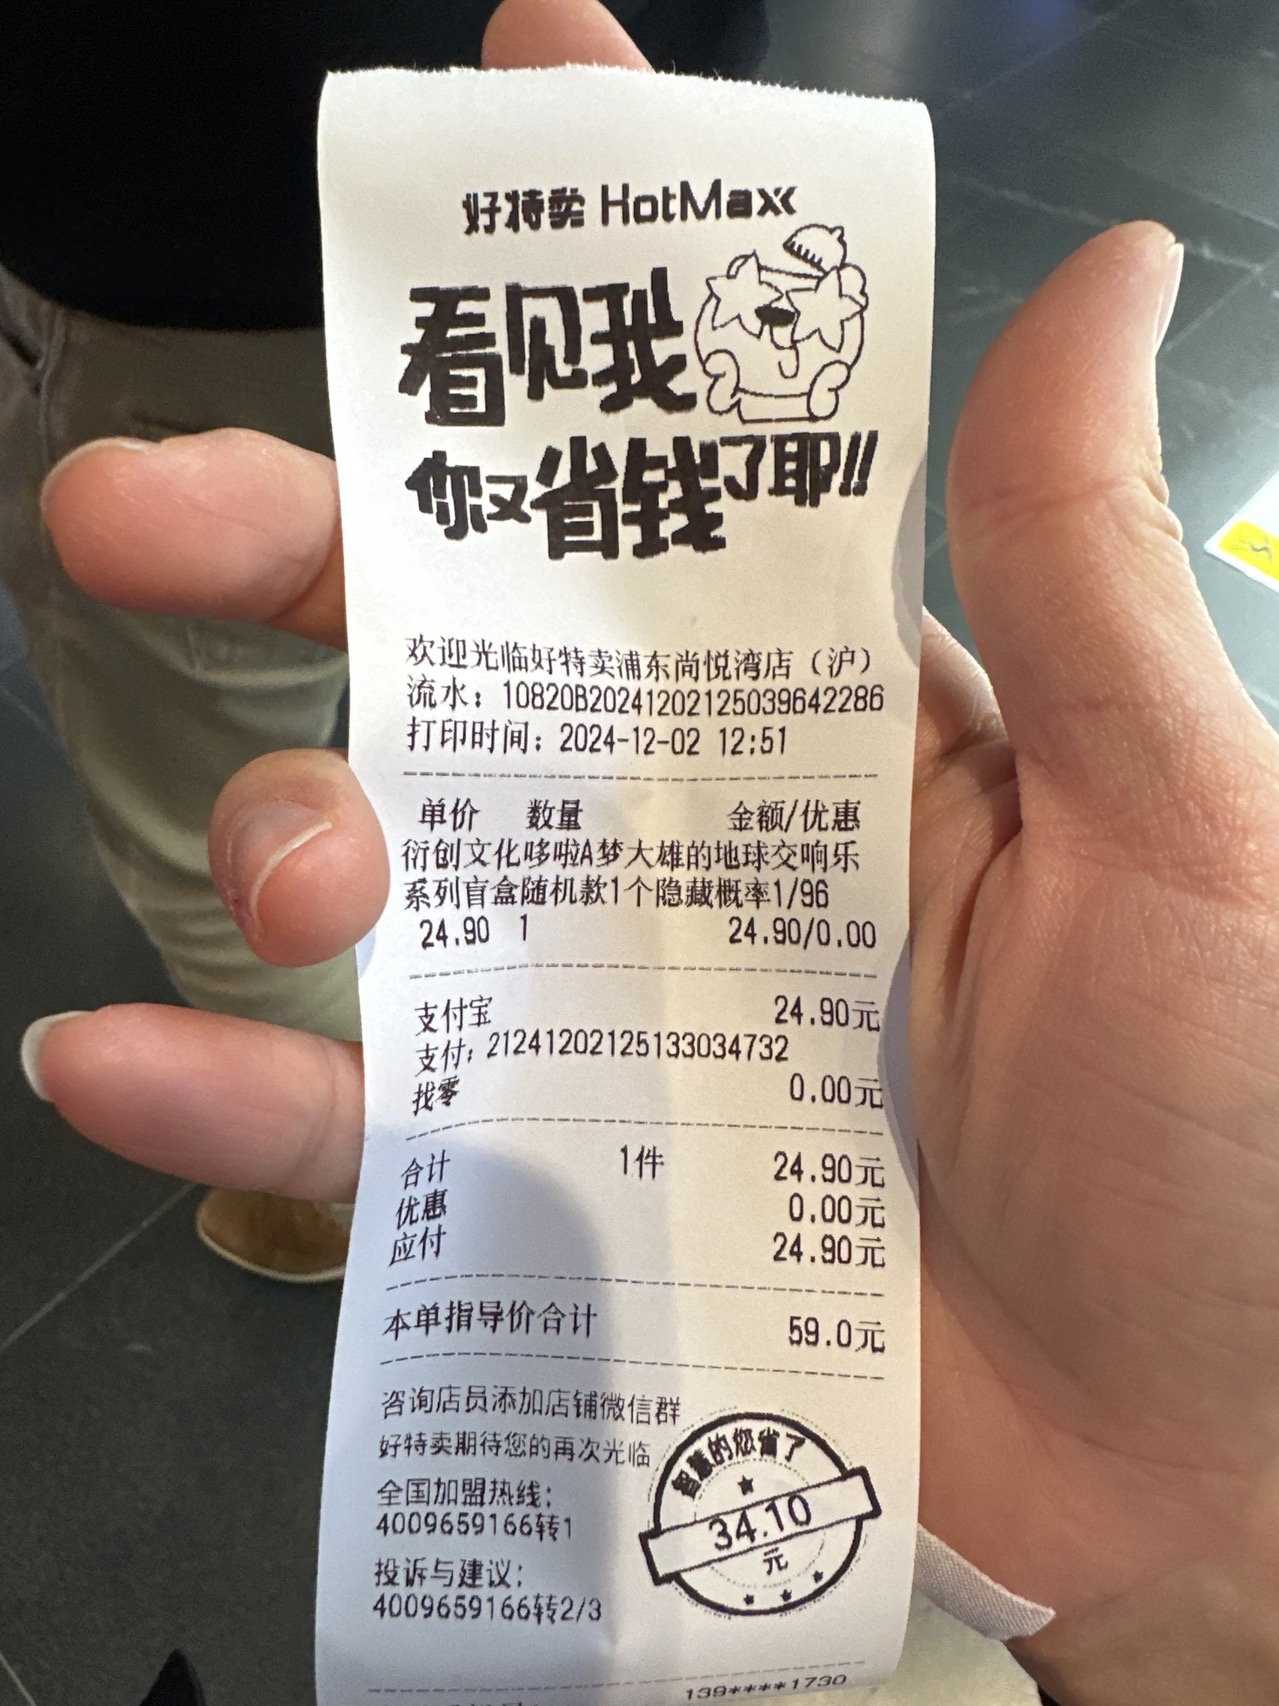 好特卖 HotMaxx
看见我
你又省钱了耶!!
欢迎光临好特卖浦东尚悦湾店（沪）
流水：10820B20241202125039642286
打印时间：2024-12-02 12:51
单价 数量 金额/优惠
衍创文化哆啦A梦大雄的地球交响乐
系列盲盒随机款1个隐藏概率1/96
24.90 1 24.90/0.00
支付宝 24.90元
支付：21241202125133034732
找零 0.00元
合计 1件 24.90元
优惠 0.00元
应付 24.90元
本单指导价合计 59.0元
咨询店员添加店铺微信群
好特卖期待您的再次光临
全国加盟热线：
4009659166转1
投诉与建议：
4009659166转2/3
智慧的您省了
34.10
元
139****1730